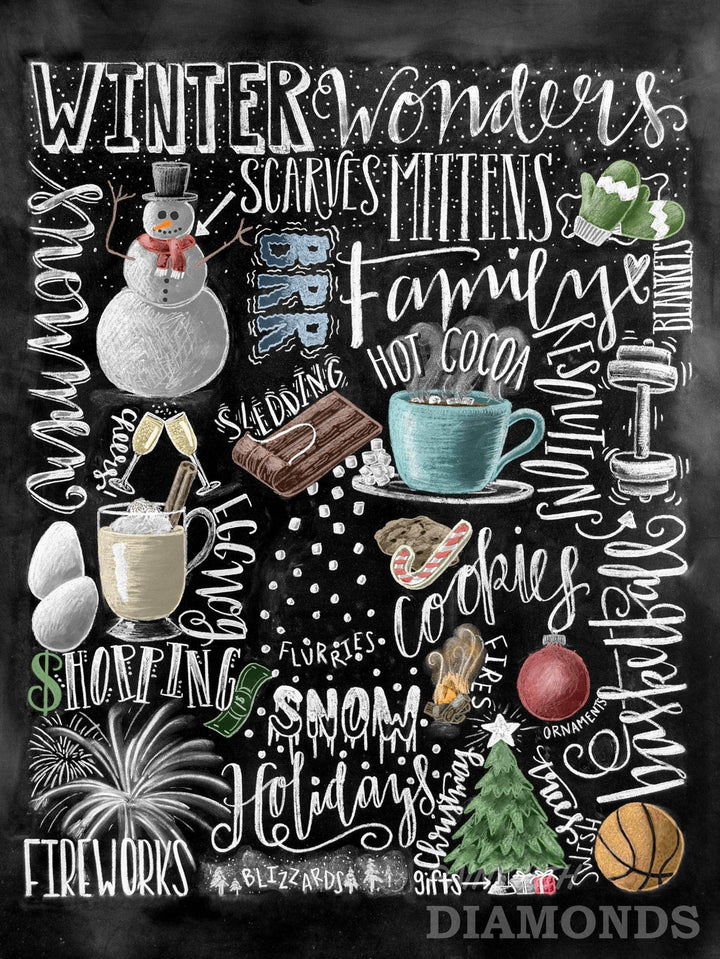 WINTER Wonders
SCARVES MITTENS
snowmen
BRR
Family
BLANKETS
HOT COCOA
RESOLUTIONS
SLEDDING
cheers!
EGGNOG
cookies
basketball
FLURRIES
$HOPPING
FIRES
ORNAMENTS
SNOW
Holidays
Christmas
trees
SWISH
FIREWORKS
BLIZZARDS
gifts
DIAMONDS